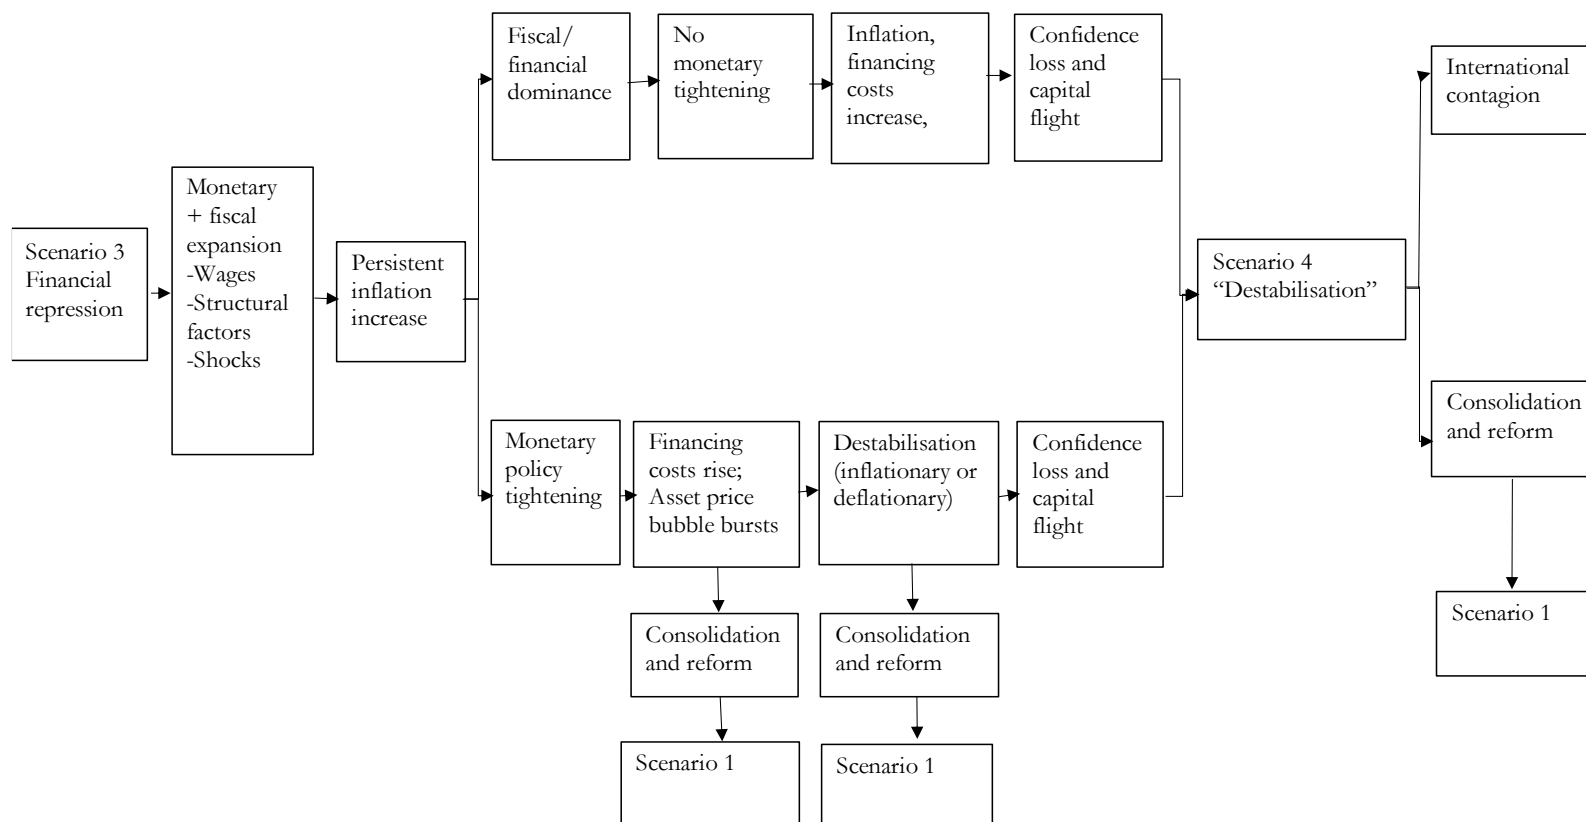 Scenario 3
Financial
repression
Monetary
+ fiscal
expansion
-Wages
-Structural
factors
-Shocks
Persistent
inflation
increase
Fiscal/
financial
dominance
No
monetary
tightening
Inflation,
financing
costs
increase,
Confidence
loss and
capital
flight
Monetary
policy
tightening
Financing
costs rise;
Asset price
bubble bursts
Destabilisation
(inflationary or
deflationary)
Confidence
loss and
capital
flight
Consolidation
and reform
Consolidation
and reform
Scenario 1
Scenario 1
Scenario 4
“Destabilisation”
International
contagion
Consolidation
and reform
Scenario 1